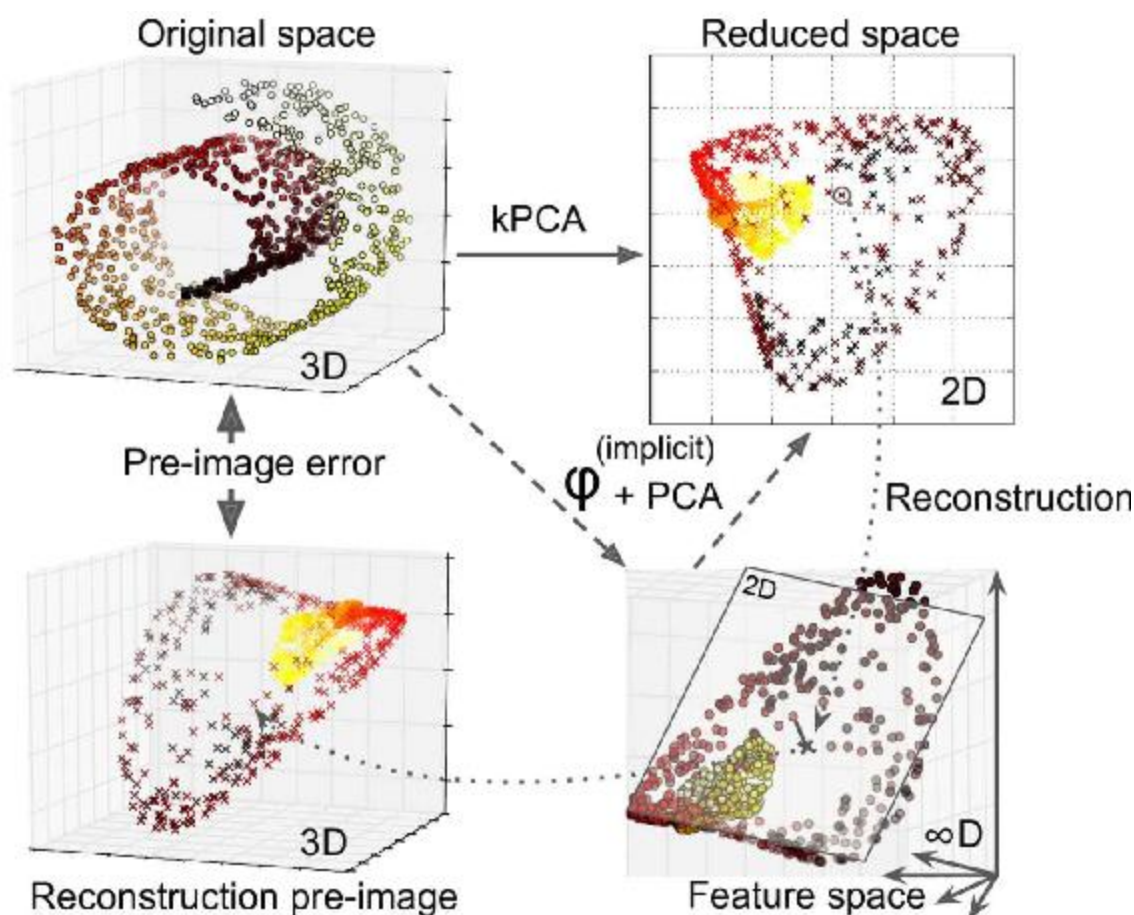 Original space
Reduced space
kPCA
3D
2D
Pre-image error
(implicit)
φ + PCA
Reconstruction
2D
3D
∞D
Reconstruction pre-image
Feature space